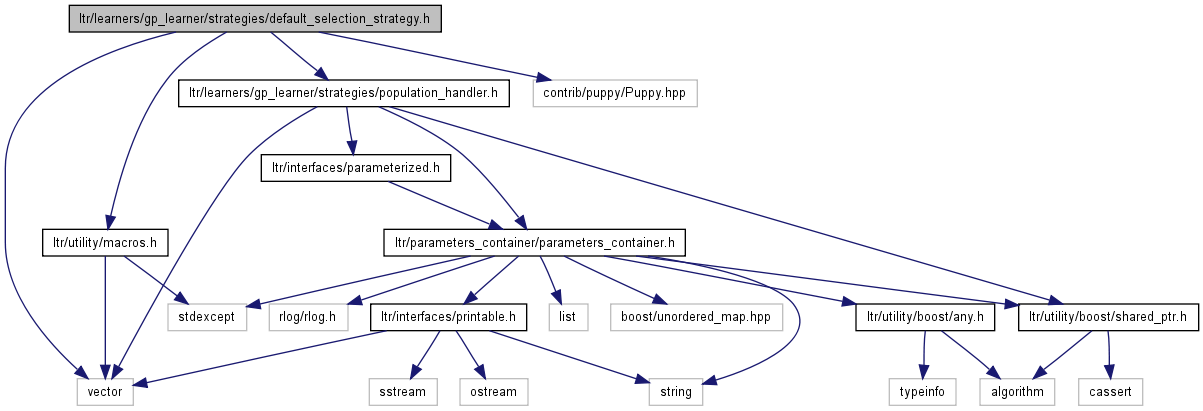 ltr/learners/gp_learner/strategies/default_selection_strategy.h
ltr/learners/gp_learner/strategies/population_handler.h
contrib/puppy/Puppy.hpp
ltr/interfaces/parameterized.h
ltr/utility/macros.h
ltr/parameters_container/parameters_container.h
stdexcept
rlog/rlog.h
ltr/interfaces/printable.h
list
boost/unordered_map.hpp
ltr/utility/boost/any.h
ltr/utility/boost/shared_ptr.h
vector
sstream
ostream
string
typeinfo
algorithm
cassert